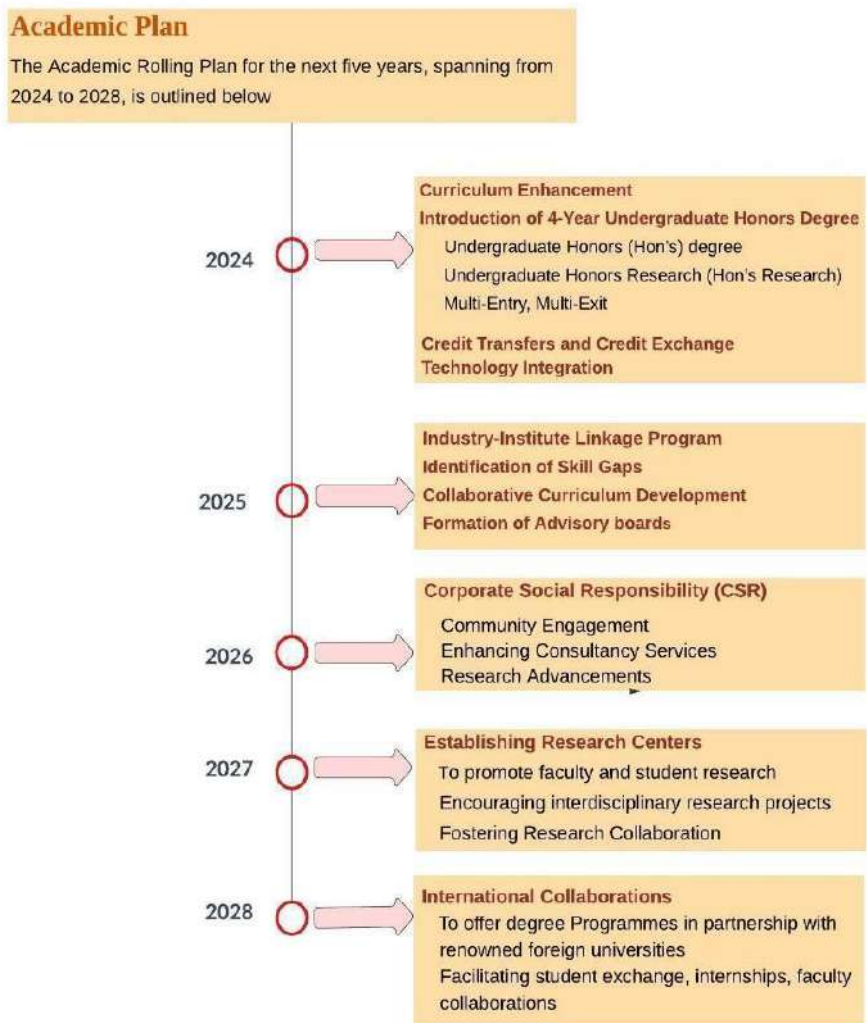 Academic Plan
The Academic Rolling Plan for the next five years, spanning from
2024 to 2028, is outlined below
2024
Curriculum Enhancement
Introduction of 4-Year Undergraduate Honors Degree
Undergraduate Honors (Hon's) degree
Undergraduate Honors Research (Hon's Research)
Multi-Entry, Multi-Exit
Credit Transfers and Credit Exchange
Technology Integration
2025
Industry-Institute Linkage Program
Identification of Skill Gaps
Collaborative Curriculum Development
Formation of Advisory boards
2026
Corporate Social Responsibility (CSR)
Community Engagement
Enhancing Consultancy Services
Research Advancements
2027
Establishing Research Centers
To promote faculty and student research
Encouraging interdisciplinary research projects
Fostering Research Collaboration
2028
International Collaborations
To offer degree Programmes in partnership with
renowned foreign universities
Facilitating student exchange, internships, faculty
collaborations